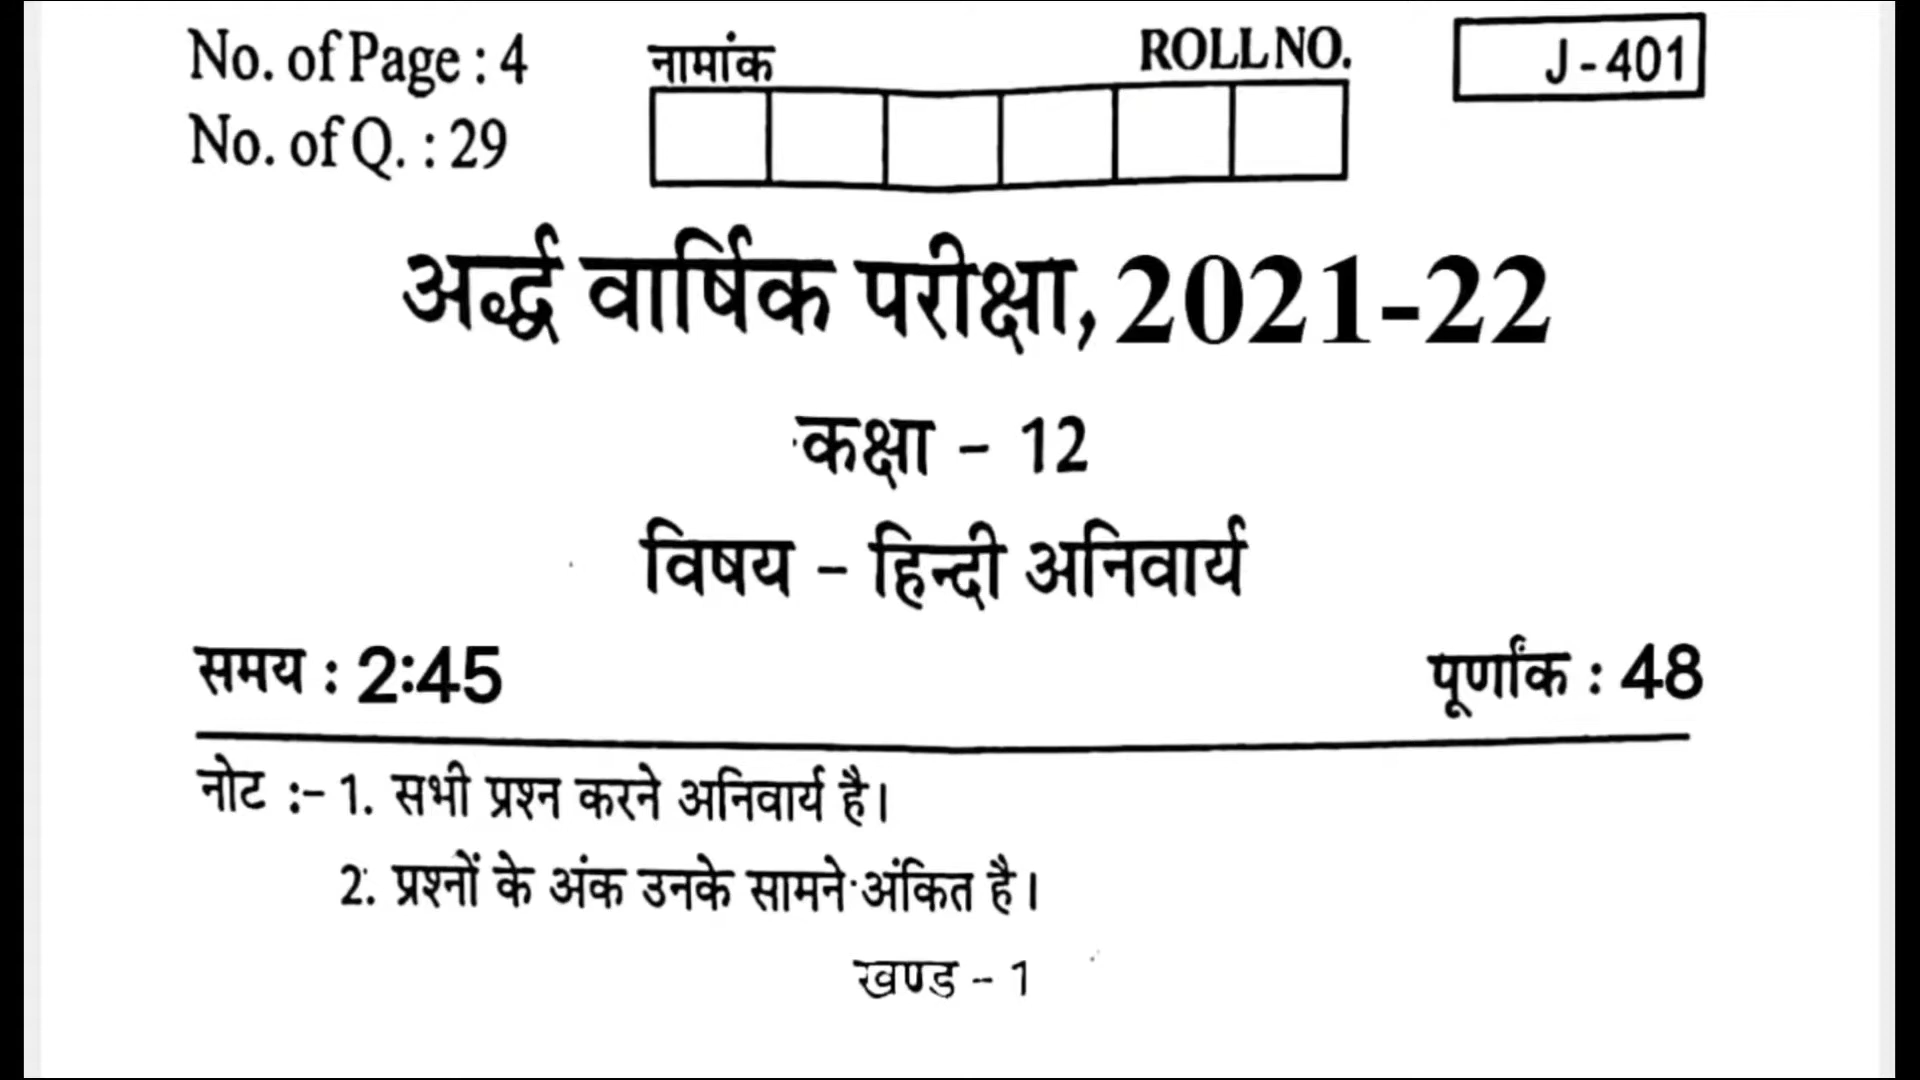 No. of Page : 4
नामांक
ROLL NO.
J - 401
No. of Q. : 29
अर्द्ध वार्षिक परीक्षा, 2021-22
कक्षा - 12
विषय - हिन्दी अनिवार्य
समय : 2:45
पूर्णांक : 48
नोट :- 1. सभी प्रश्न करने अनिवार्य है।
2. प्रश्नों के अंक उनके सामने अंकित है।
खण्ड - 1